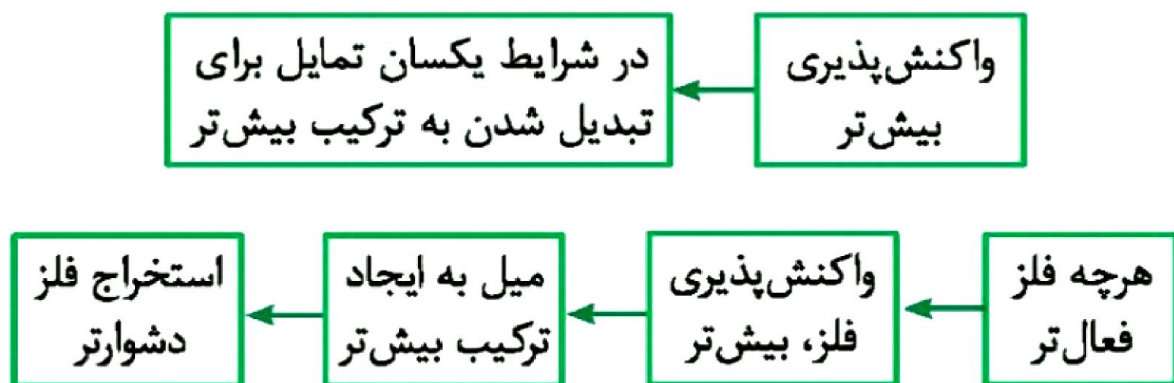 واکنش‌پذیری
بیش‌تر
در شرایط یکسان تمایل برای
تبدیل شدن به ترکیب بیش‌تر
هرچه فلز
فعال‌تر
واکنش‌پذیری
فلز، بیش‌تر
میل به ایجاد
ترکیب بیش‌تر
استخراج فلز
دشوارتر